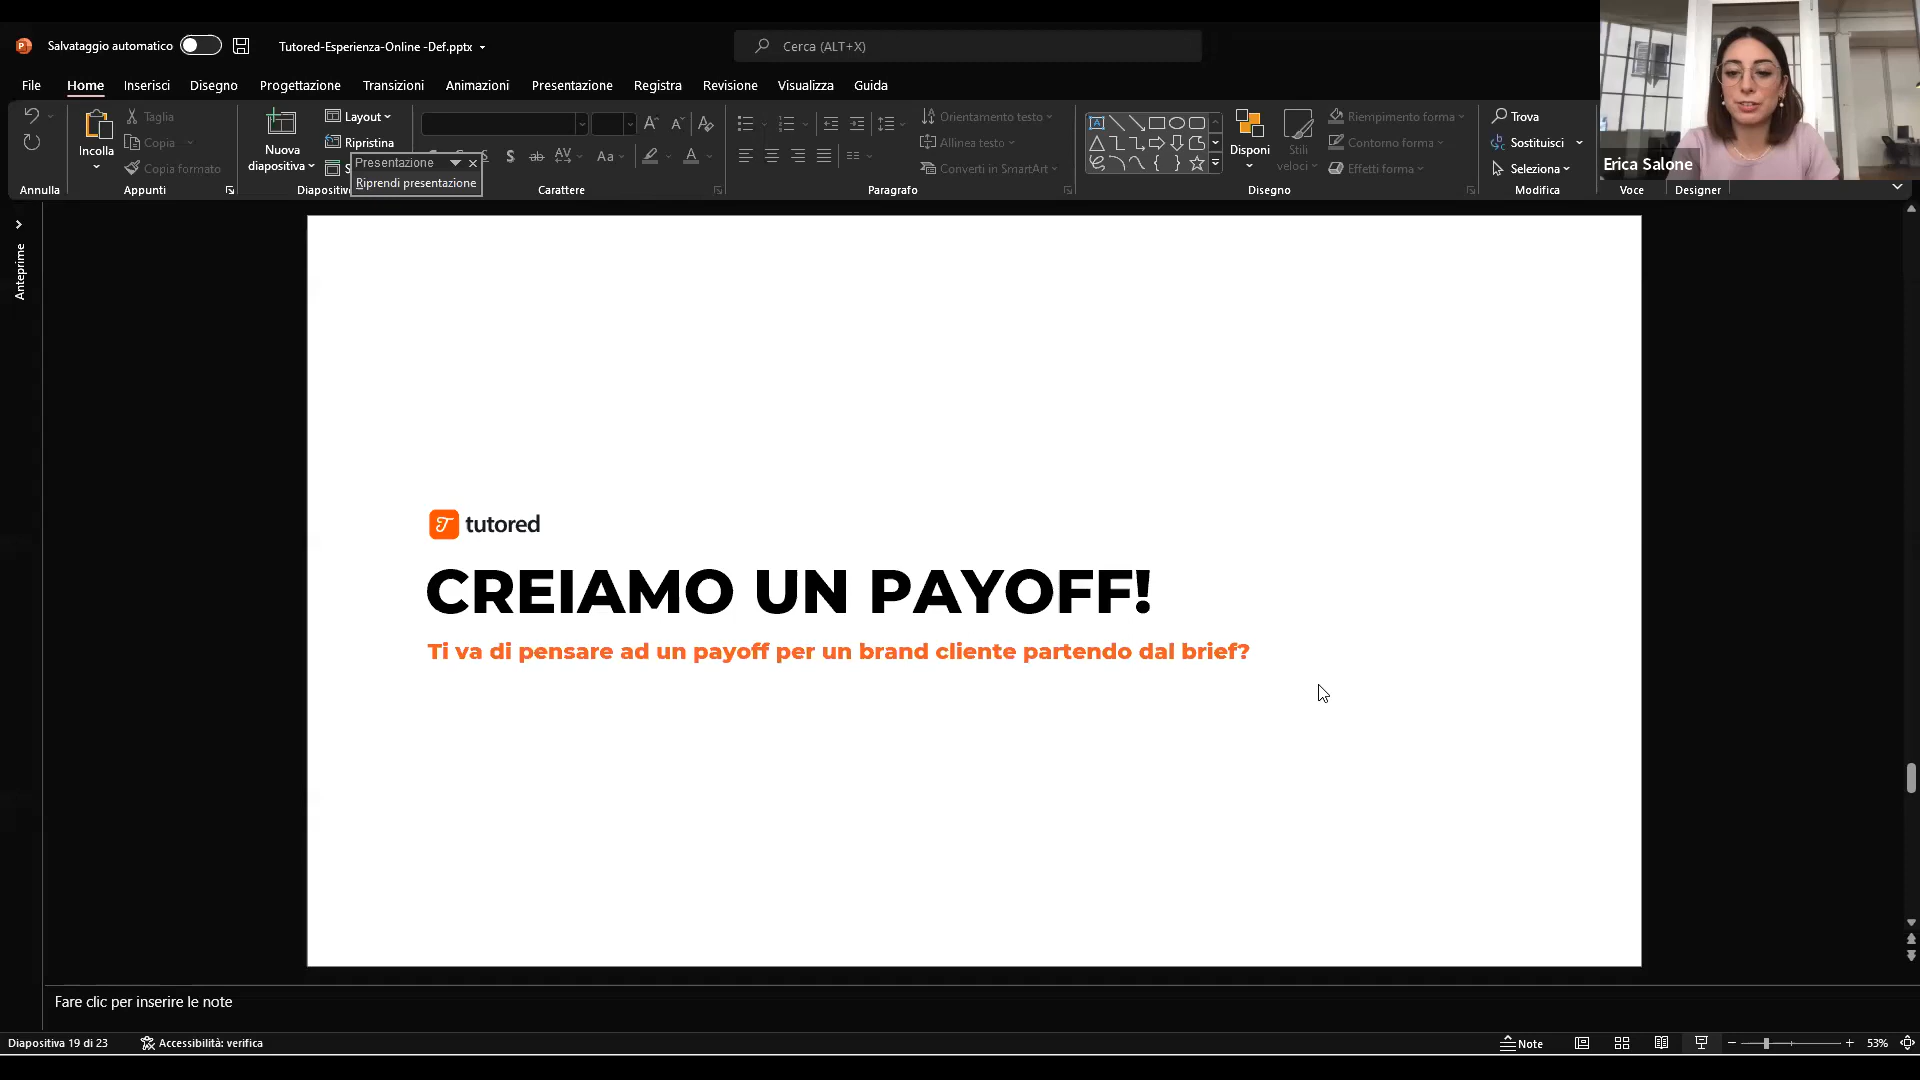 Salvataggio automatico
Tutored-Esperienza-Online -Def.pptx
Cerca (ALT+X)
File Home Inserisci Disegno Progettazione Transizioni Animazioni Presentazione Registra Revisione Visualizza Guida
Incolla
Taglia
Copia
Copia formato
Nuova
diapositiva
Layout
Ripristina
Presentazione
Riprendi presentazione
Orientamento testo
Allinea testo
Converti in SmartArt
Disponi
Stili
veloci
Riempimento forma
Contorno forma
Effetti forma
Trova
Sostituisci
Seleziona
Erica Salone
Annulla Appunti Carattere Paragrafo Disegno Modifica Voce Designer
Anteprime
tutored
CREIAMO UN PAYOFF!
Ti va di pensare ad un payoff per un brand cliente partendo dal brief?
Fare clic per inserire le note
Diapositiva 19 di 23 Accessibilità: verifica Note 53%